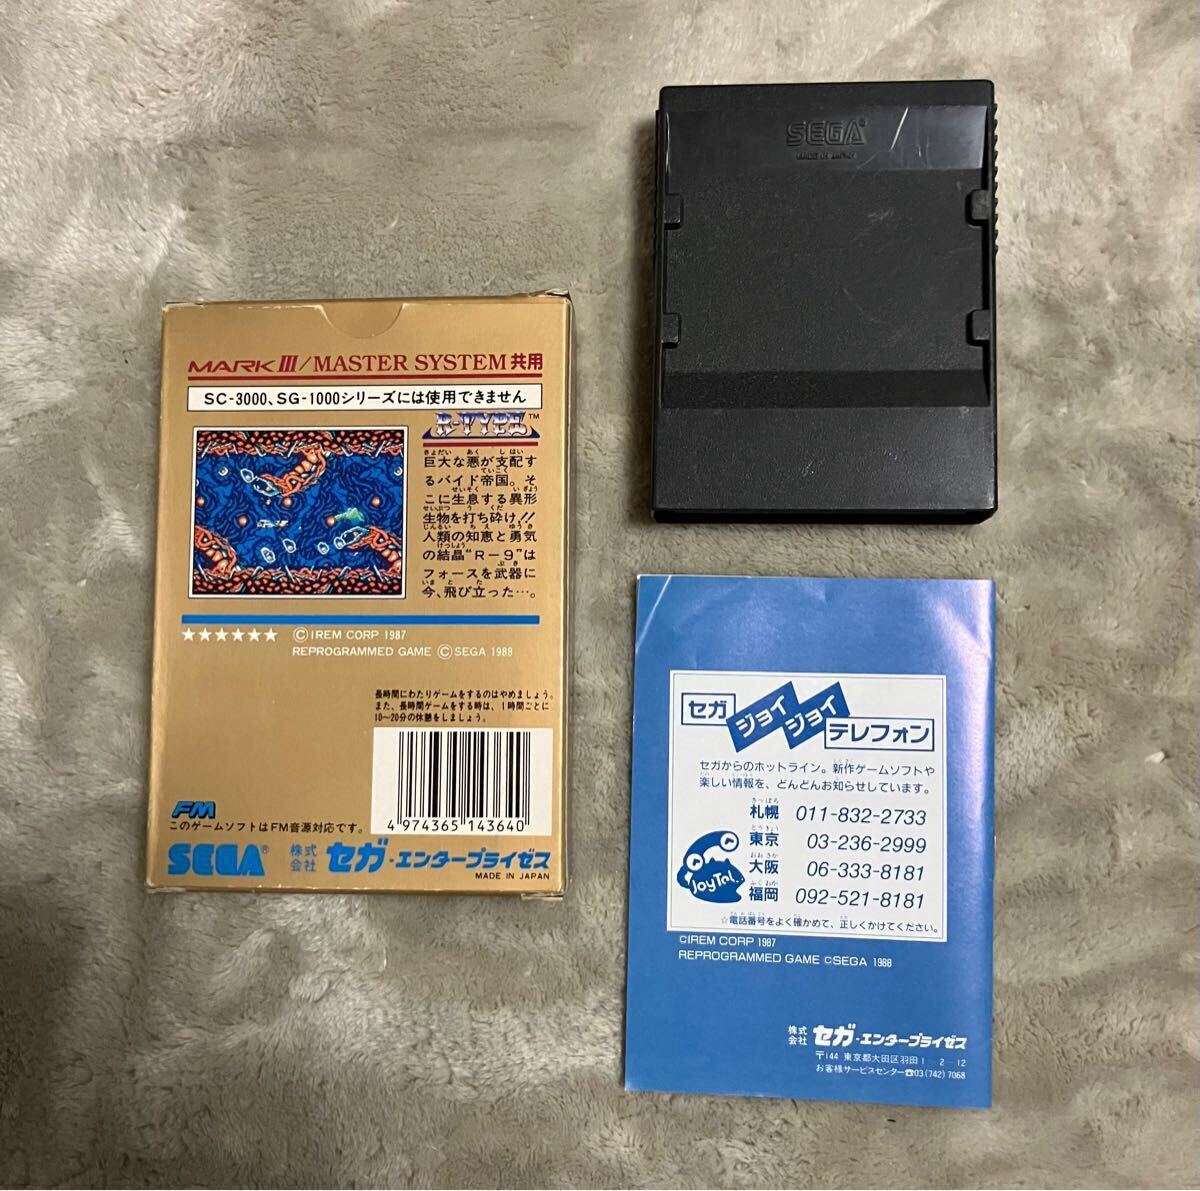 MARK III/MASTER SYSTEM共用
SC-3000、SG-1000シリーズには使用できません
R-TYPE™
巨大な悪が支配す
るバイド帝国。そ
こに生息する異形
生物を打ち砕け!!
人類の知恵と勇気
の結晶“R-9”は
フォースを武器に
今、飛び立った…。
★★★★★★
©IREM CORP 1987
REPROGRAMMED GAME ©SEGA 1988
長時間にわたりゲームをするのはやめましょう。
また、長時間ゲームをする時は、1時間ごとに
10〜20分の休憩をしましょう。
FM
このゲームソフトはFM音源対応です。
4 974365 143640
SEGA®
株式会社 セガ・エンタープライゼス
MADE IN JAPAN
SEGA®
MADE IN JAPAN
セガ ジョイジョイ テレフォン
セガからのホットライン。新作ゲームソフトや
楽しい情報を、どんどんお知らせしています。
札幌 011-832-2733
東京 03-236-2999
大阪 06-333-8181
福岡 092-521-8181
JoyTel.
☆電話番号をよく確かめて、正しくかけてください。
©IREM CORP 1987
REPROGRAMMED GAME ©SEGA 1988
株式会社 セガ・エンタープライゼス
〒144 東京都大田区羽田1-2-12
お客様サービスセンター☎03(742)7068